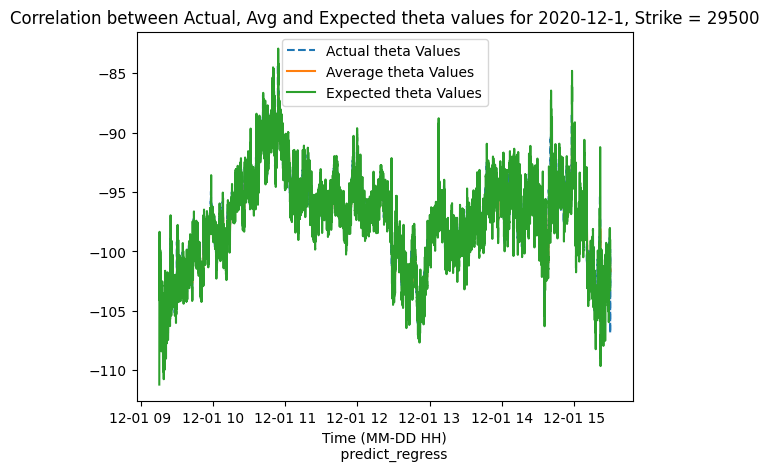 Correlation between Actual, Avg and Expected theta values for 2020-12-1, Strike = 29500
Actual theta Values
Average theta Values
Expected theta Values
−85
−90
−95
−100
−105
−110
12-01 09 12-01 10 12-01 11 12-01 12 12-01 13 12-01 14 12-01 15
Time (MM-DD HH)
predict_regress